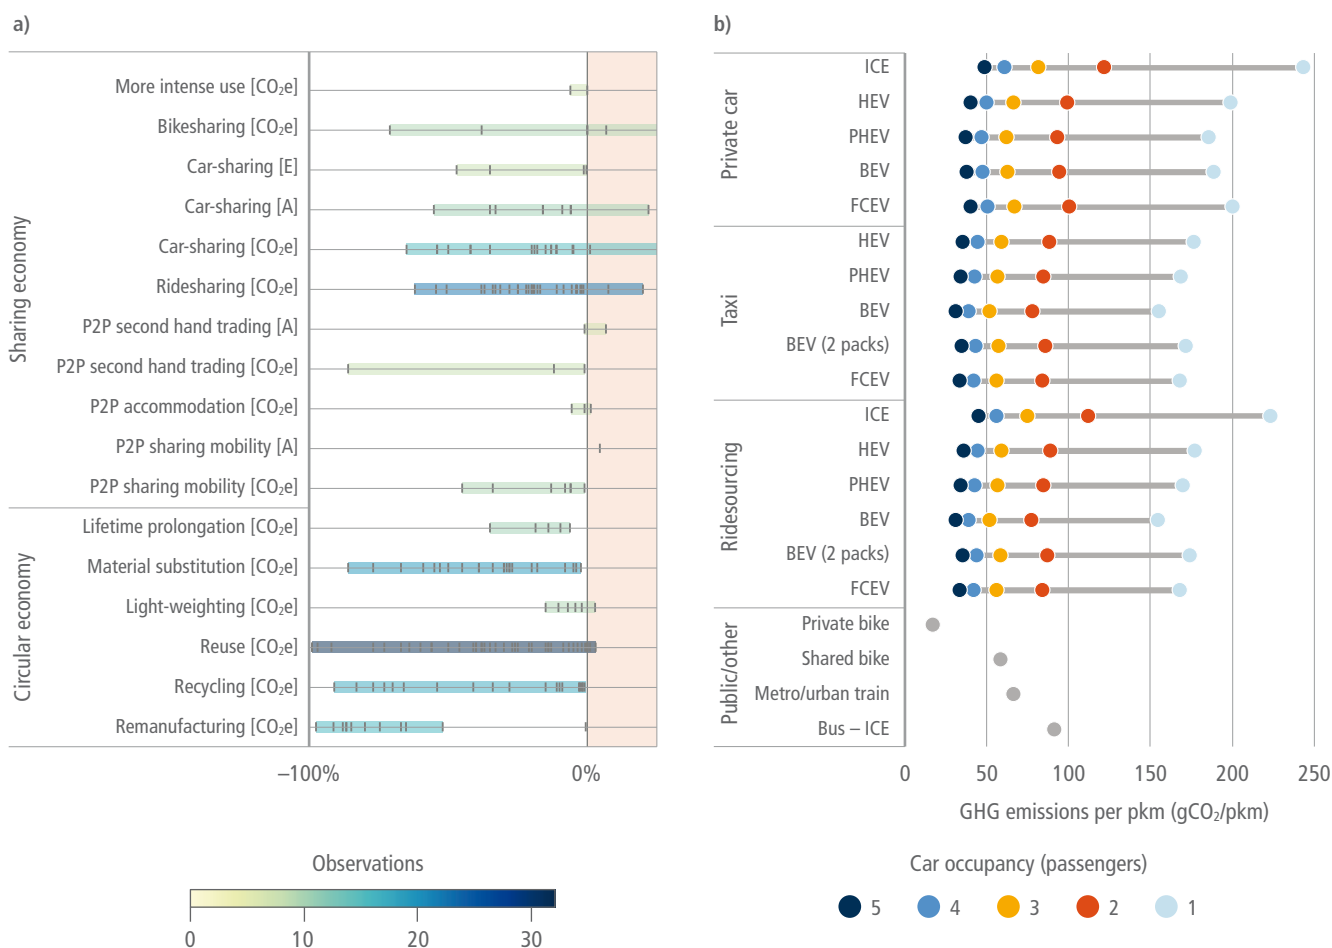 a)
Sharing economy
More intense use [CO₂e]
Bikesharing [CO₂e]
Car-sharing [E]
Car-sharing [A]
Car-sharing [CO₂e]
Ridesharing [CO₂e]
P2P second hand trading [A]
P2P second hand trading [CO₂e]
P2P accommodation [CO₂e]
P2P sharing mobility [A]
P2P sharing mobility [CO₂e]
Circular economy
Lifetime prolongation [CO₂e]
Material substitution [CO₂e]
Light-weighting [CO₂e]
Reuse [CO₂e]
Recycling [CO₂e]
Remanufacturing [CO₂e]
–100% 0%
Observations
0 10 20 30
b)
Private car
ICE
HEV
PHEV
BEV
FCEV
Taxi
HEV
PHEV
BEV
BEV (2 packs)
FCEV
Ridesourcing
ICE
HEV
PHEV
BEV
BEV (2 packs)
FCEV
Public/other
Private bike
Shared bike
Metro/urban train
Bus – ICE
0 50 100 150 200 250
GHG emissions per pkm (gCO₂/pkm)
Car occupancy (passengers)
5 4 3 2 1